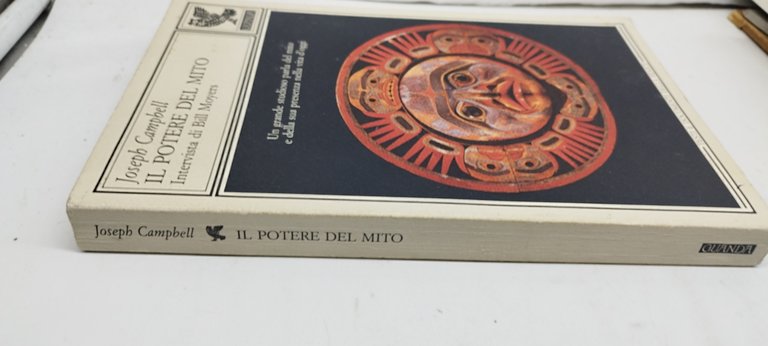 Joseph Campbell
IL POTERE DEL MITO
Intervista di Bill Moyers
Un grande studioso parla del mito
e della sua presenza nella vita d'oggi
Joseph Campbell IL POTERE DEL MITO GUANDA